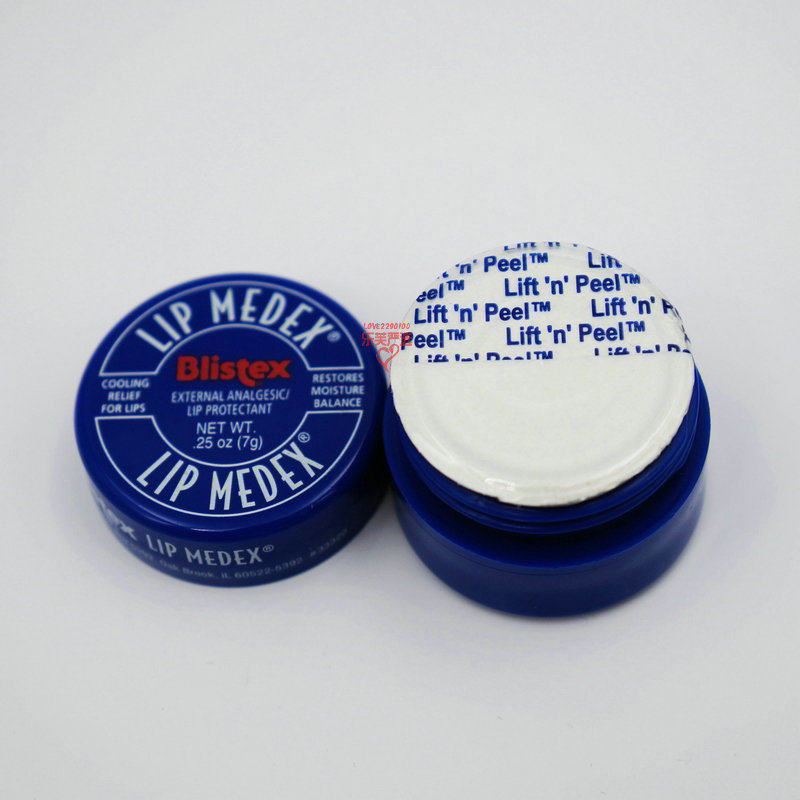 LIP MEDEX®
Blistex
COOLING
RELIEF
FOR LIPS
EXTERNAL ANALGESIC/
LIP PROTECTANT
RESTORES
MOISTURE
BALANCE
NET WT.
.25 oz (7g)
LIP MEDEX®
LIP MEDEX®
Oak Brook, IL 60522-5392
'n' Peel™
Lift 'n' Peel™
Lift 'n' Peel™
Lift 'n' Peel™
Peel™
Lift 'n' Peel™
LOVE2200100